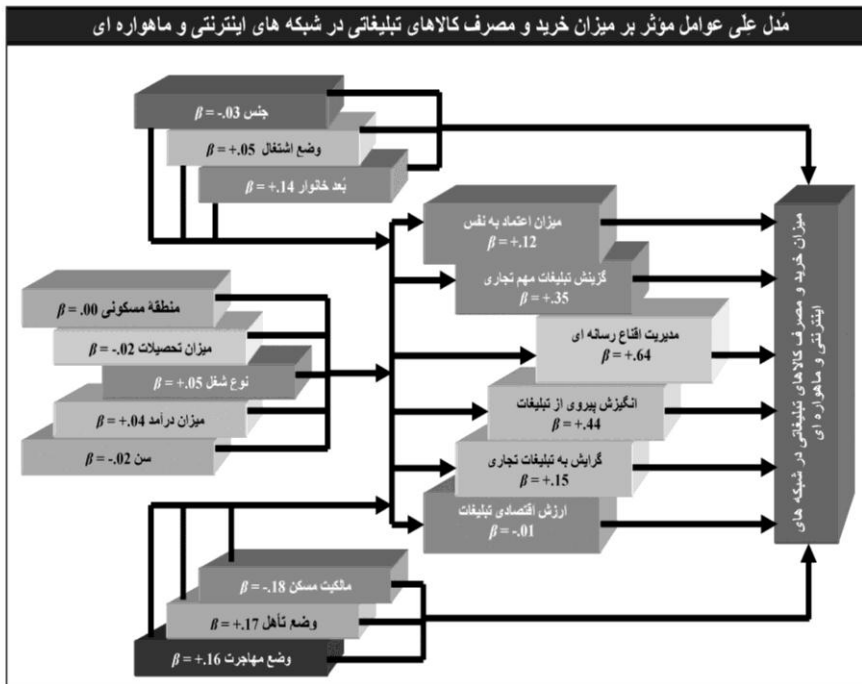 مُدل عِلّی عوامل مؤثر بر میزان خرید و مصرف کالاهای تبلیغاتی در شبکه های اینترنتی و ماهواره ای
جنس β = -.03
وضع اشتغال β = +.05
بُعد خانوار β = +.14
منطقهٔ مسکونی β = .00
میزان تحصیلات β = -.02
نوع شغل β = +.05
میزان درآمد β = +.04
سن β = -.02
مالکیت مسکن β = -.18
وضع تأهل β = +.17
وضع مهاجرت β = +.16
میزان اعتماد به نفس
β = +.12
گزینش تبلیغات مهم تجاری
β = +.35
مدیریت اقناع رسانه ای
β = +.64
انگیزش پیروی از تبلیغات
β = +.44
گرایش به تبلیغات تجاری
β = +.15
ارزش اقتصادی تبلیغات
β = -.01
میزان خرید و مصرف کالاهای تبلیغاتی در شبکه های
اینترنتی و ماهواره ای